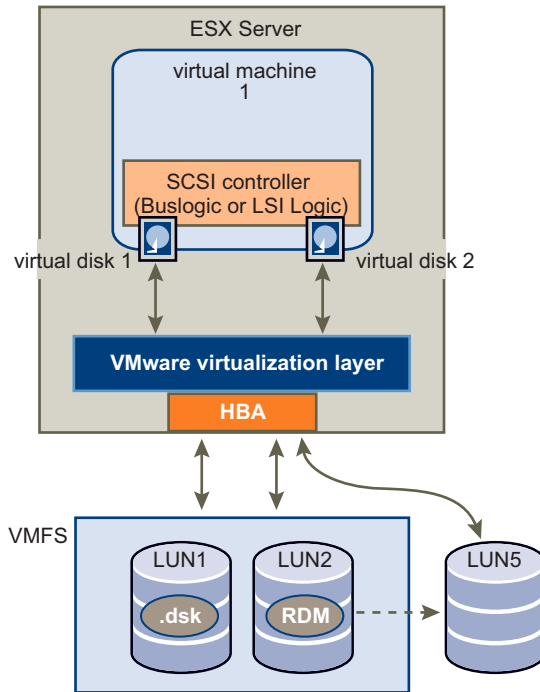 ESX Server
virtual machine
1
SCSI controller
(Buslogic or LSI Logic)
virtual disk 1
virtual disk 2
VMware virtualization layer
HBA
VMFS
LUN1
LUN2
LUN5
.dsk
RDM